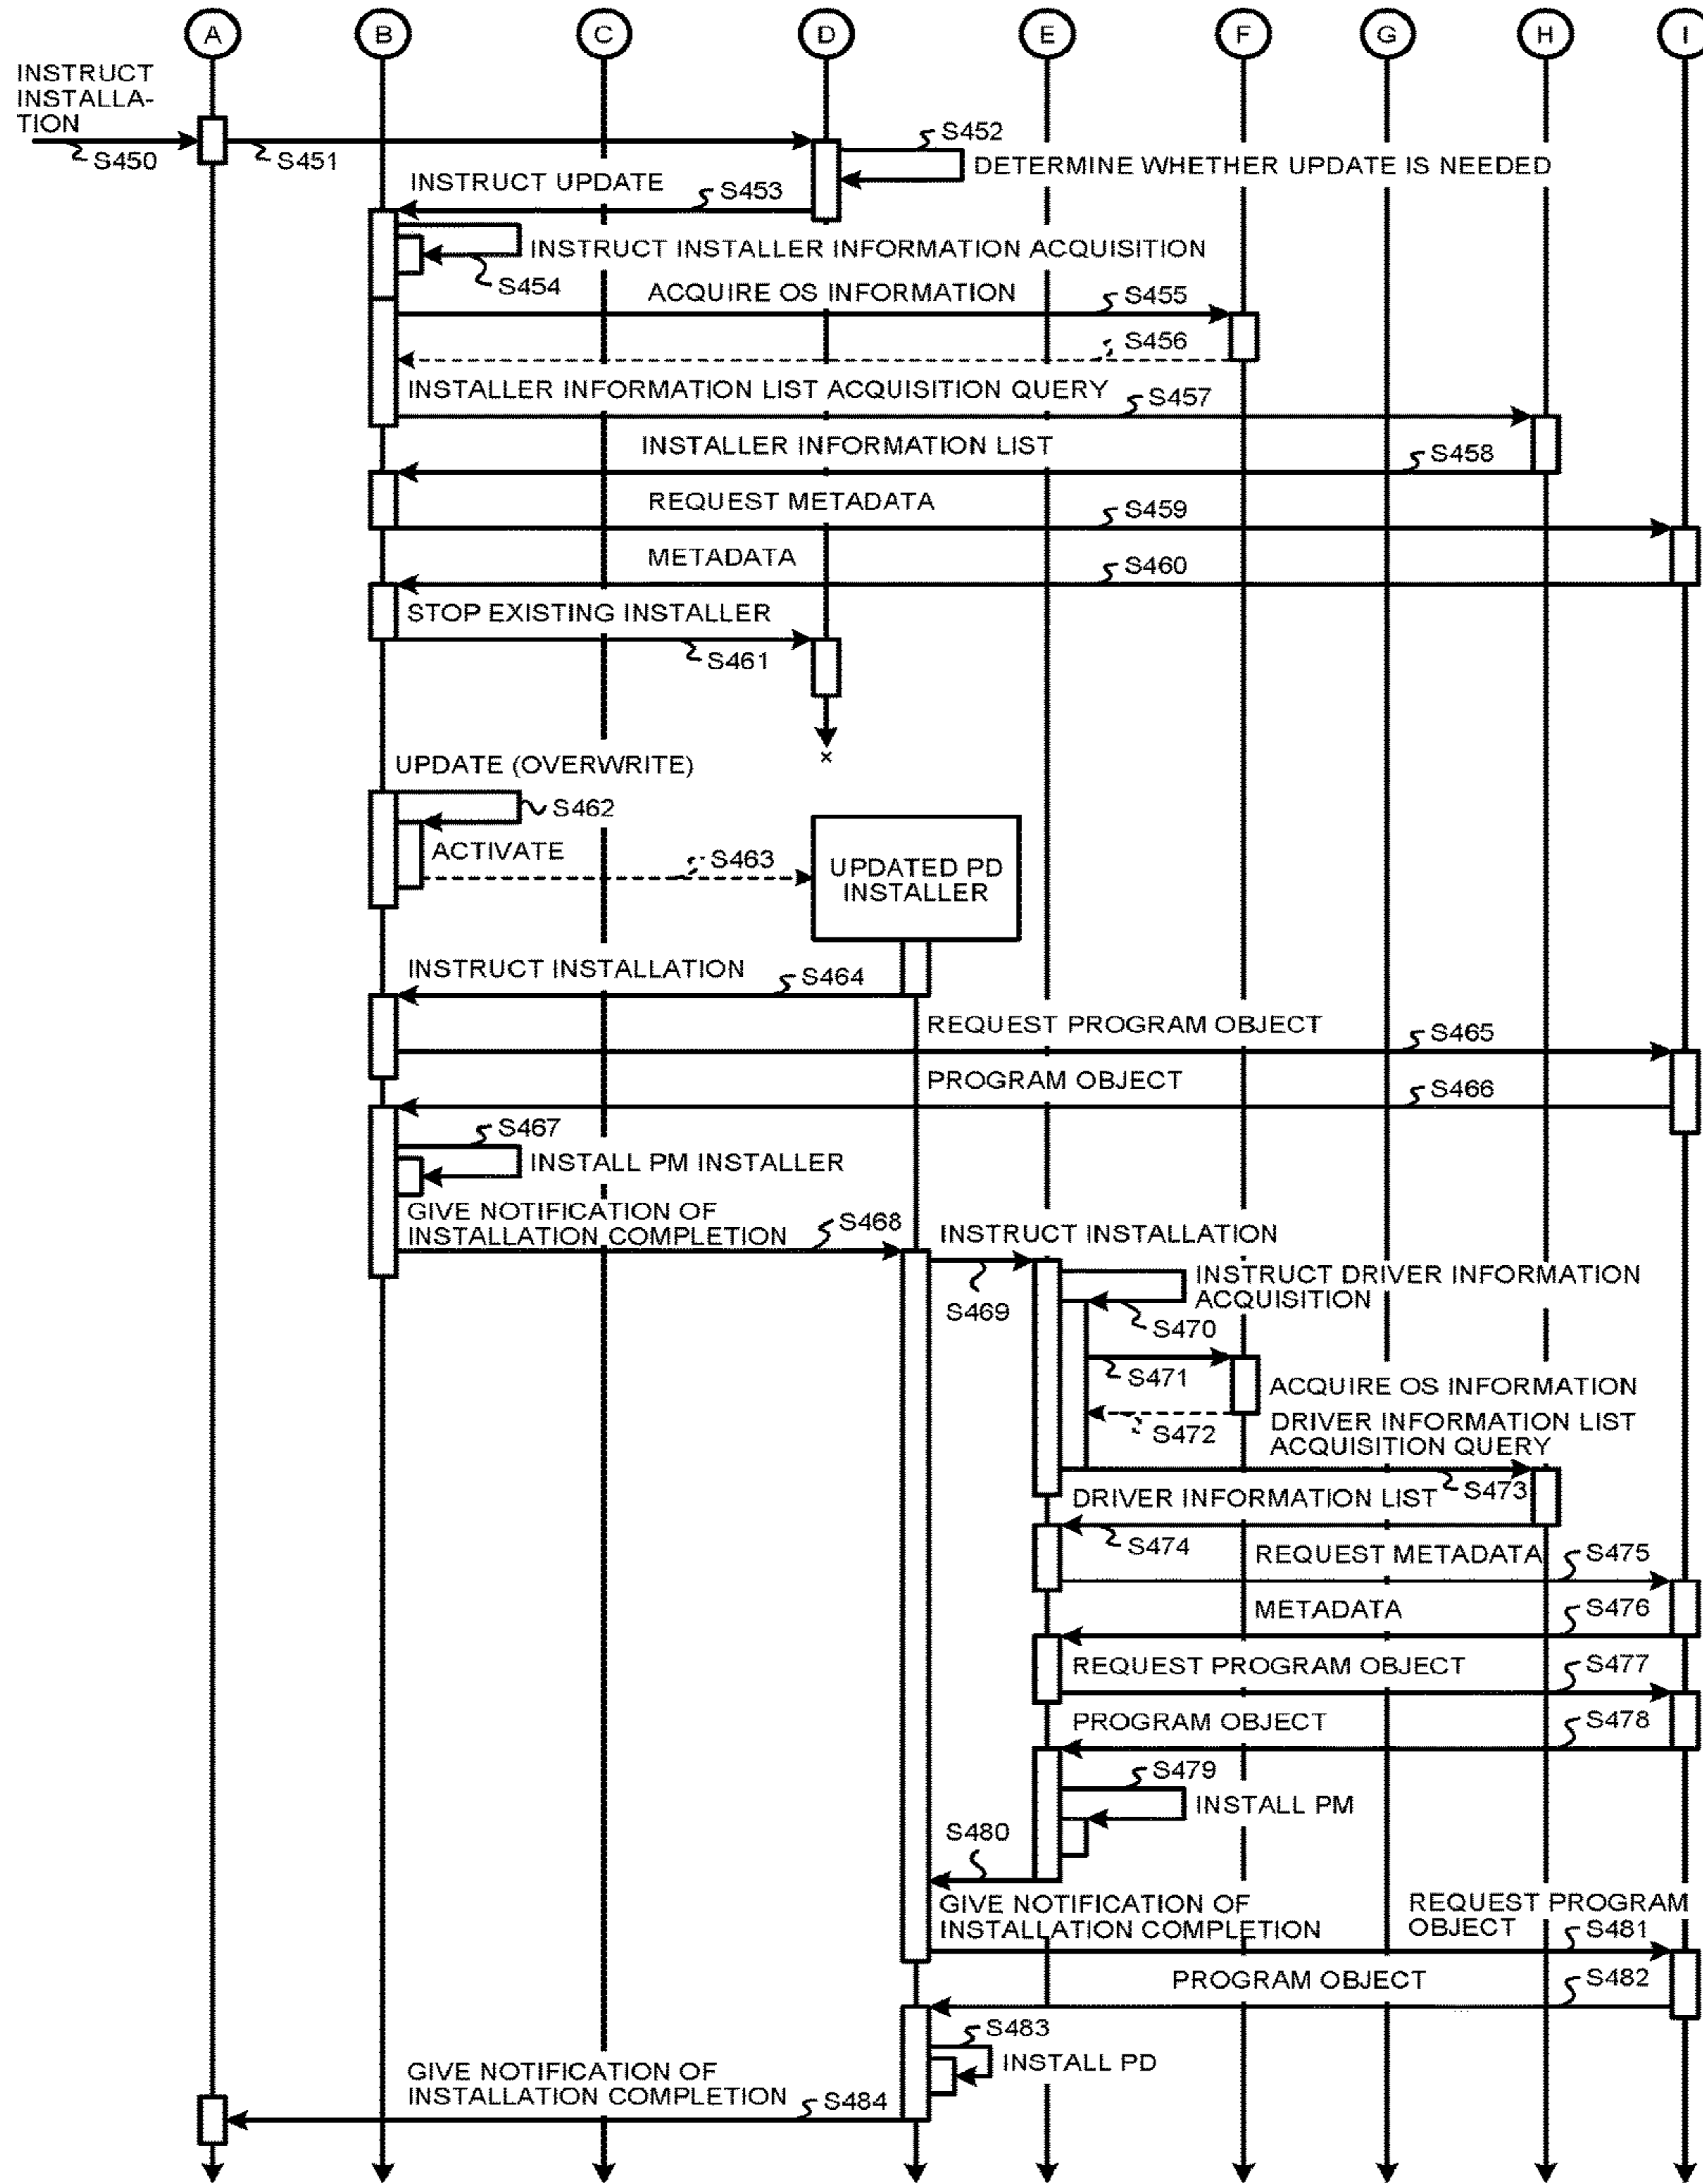 A B C D E F G H I
INSTRUCT
INSTALLA-
TION
S450
S451
S452
DETERMINE WHETHER UPDATE IS NEEDED
INSTRUCT UPDATE
S453
INSTRUCT INSTALLER INFORMATION ACQUISITION
S454
ACQUIRE OS INFORMATION
S455
S456
INSTALLER INFORMATION LIST ACQUISITION QUERY
S457
INSTALLER INFORMATION LIST
S458
REQUEST METADATA
S459
METADATA
S460
STOP EXISTING INSTALLER
S461
×
UPDATE (OVERWRITE)
S462
ACTIVATE
S463
UPDATED PD
INSTALLER
INSTRUCT INSTALLATION
S464
REQUEST PROGRAM OBJECT
S465
PROGRAM OBJECT
S466
S467
INSTALL PM INSTALLER
GIVE NOTIFICATION OF
INSTALLATION COMPLETION
S468
INSTRUCT INSTALLATION
S469
INSTRUCT DRIVER INFORMATION
ACQUISITION
S470
S471
ACQUIRE OS INFORMATION
S472
DRIVER INFORMATION LIST
ACQUISITION QUERY
S473
DRIVER INFORMATION LIST
S474
REQUEST METADATA
S475
METADATA
S476
REQUEST PROGRAM OBJECT
S477
PROGRAM OBJECT
S478
S479
INSTALL PM
S480
GIVE NOTIFICATION OF
INSTALLATION COMPLETION
REQUEST PROGRAM
OBJECT
S481
PROGRAM OBJECT
S482
S483
INSTALL PD
GIVE NOTIFICATION OF
INSTALLATION COMPLETION
S484